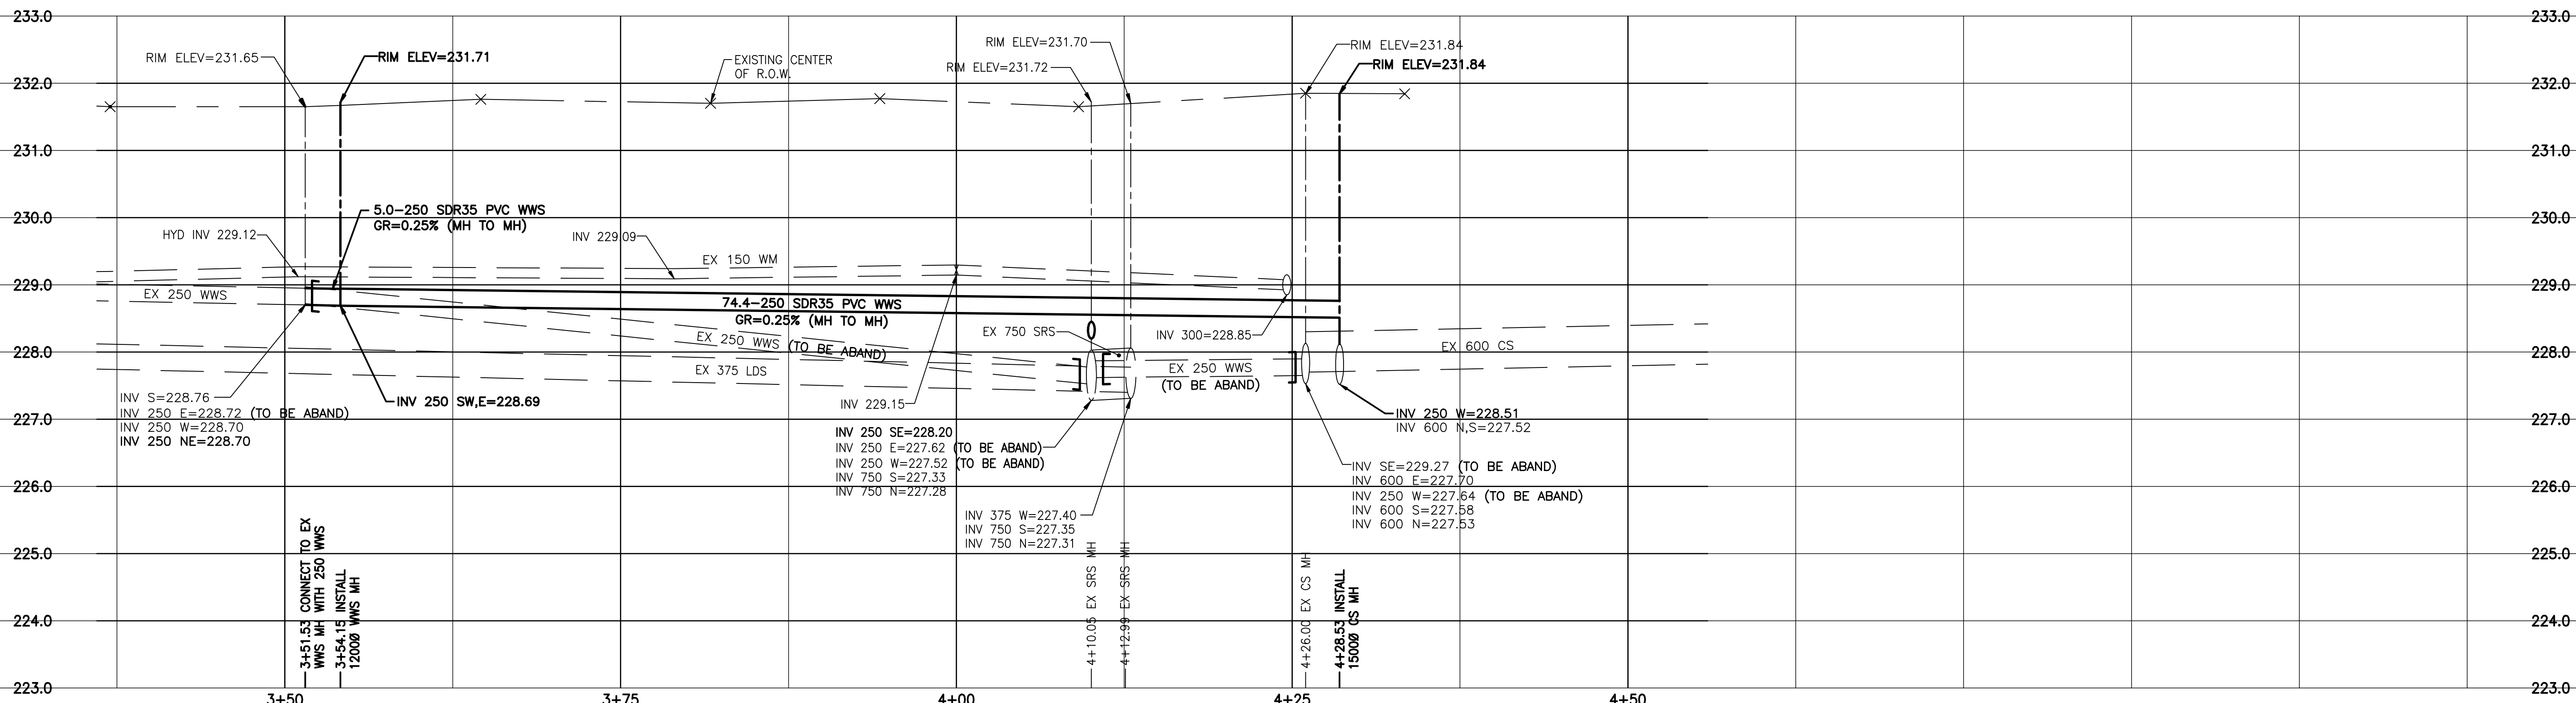 233.0
233.0
RIM ELEV=231.65
RIM ELEV=231.71
EXISTING CENTER
OF R.O.W.
RIM ELEV=231.70
RIM ELEV=231.72
RIM ELEV=231.84
RIM ELEV=231.84
232.0
232.0
231.0
231.0
230.0
230.0
5.0-250 SDR35 PVC WWS
GR=0.25% (MH TO MH)
HYD INV 229.12
INV 229.09
EX 150 WM
229.0
229.0
EX 250 WWS
74.4-250 SDR35 PVC WWS
GR=0.25% (MH TO MH)
EX 750 SRS
INV 300=228.85
EX 250 WWS (TO BE ABAND)
EX 600 CS
228.0
228.0
EX 375 LDS
EX 250 WWS
(TO BE ABAND)
INV S=228.76
INV 250 E=228.72 (TO BE ABAND)
INV 250 W=228.70
INV 250 NE=228.70
INV 250 SW,E=228.69
INV 229.15
227.0
227.0
INV 250 W=228.51
INV 600 N,S=227.52
INV 250 SE=228.20
INV 250 E=227.62 (TO BE ABAND)
INV 250 W=227.52 (TO BE ABAND)
INV 750 S=227.33
INV 750 N=227.28
INV SE=229.27 (TO BE ABAND)
INV 600 E=227.70
INV 250 W=227.64 (TO BE ABAND)
INV 600 S=227.58
INV 600 N=227.53
226.0
226.0
INV 375 W=227.40
INV 750 S=227.35
INV 750 N=227.31
225.0
225.0
224.0
224.0
3+51.53 CONNECT TO EX
WWS MH WITH 250 WWS
3+54.15 INSTALL
1200Ø WWS MH
4+10.05 EX SRS MH
4+12.99 EX SRS MH
4+26.00 EX CS MH
4+28.53 INSTALL
1500Ø CS MH
223.0
223.0
3+50
3+75
4+00
4+25
4+50